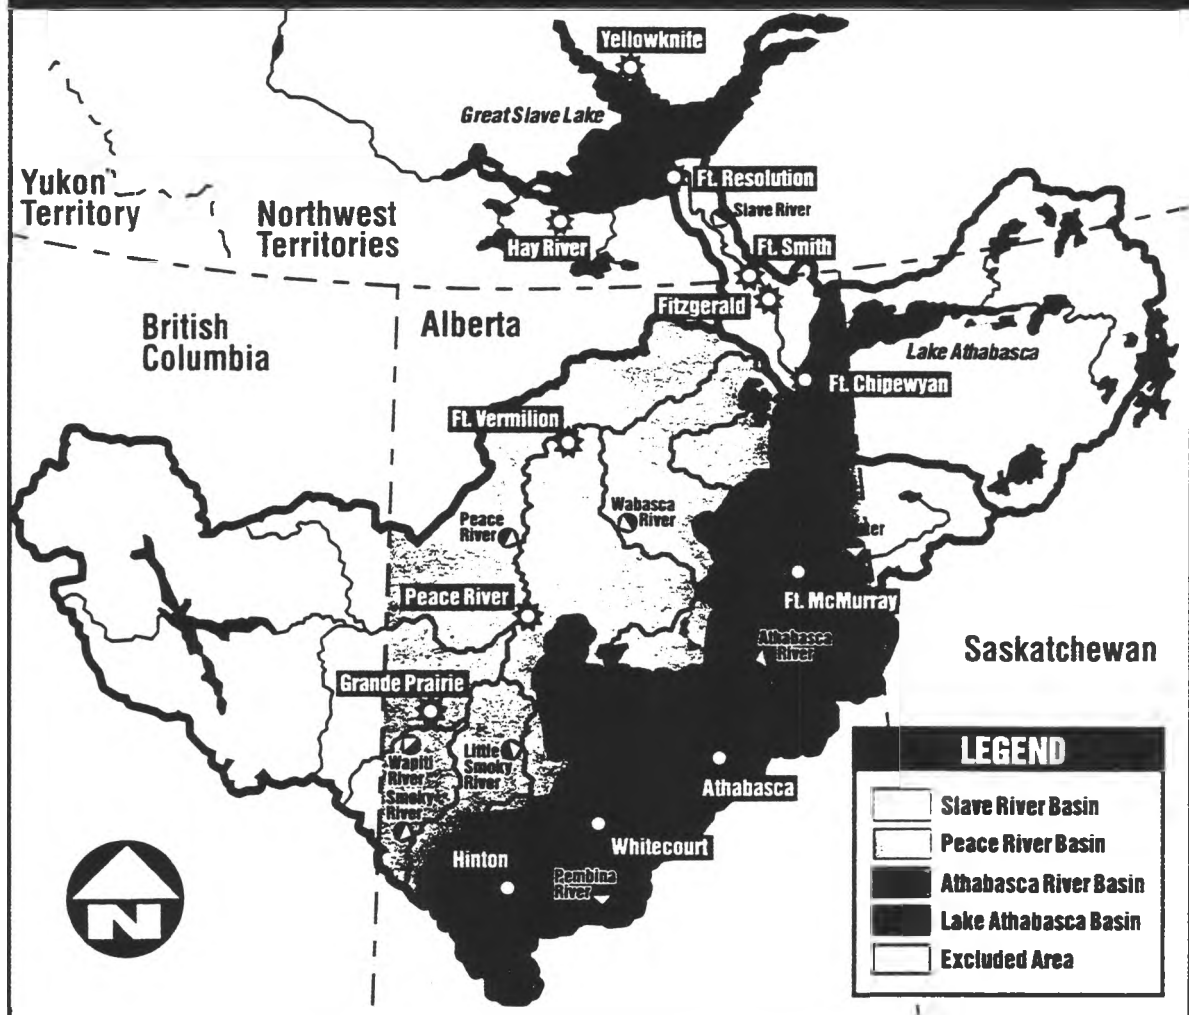 Yellowknife
Great Slave Lake
Ft. Resolution
Yukon
Territory
Northwest
Territories
Slave River
Hay River
Ft. Smith
Fitzgerald
British
Columbia
Alberta
Lake Athabasca
Ft. Chipewyan
Ft. Vermilion
Peace
River
Wabasca
River
Peace River
Ft. McMurray
Athabasca
River
Saskatchewan
Grande Prairie
Wapiti
River
Smoky
River
Little
Smoky
River
Athabasca
Whitecourt
Hinton
Pembina
River
N
LEGEND
Slave River Basin
Peace River Basin
Athabasca River Basin
Lake Athabasca Basin
Excluded Area